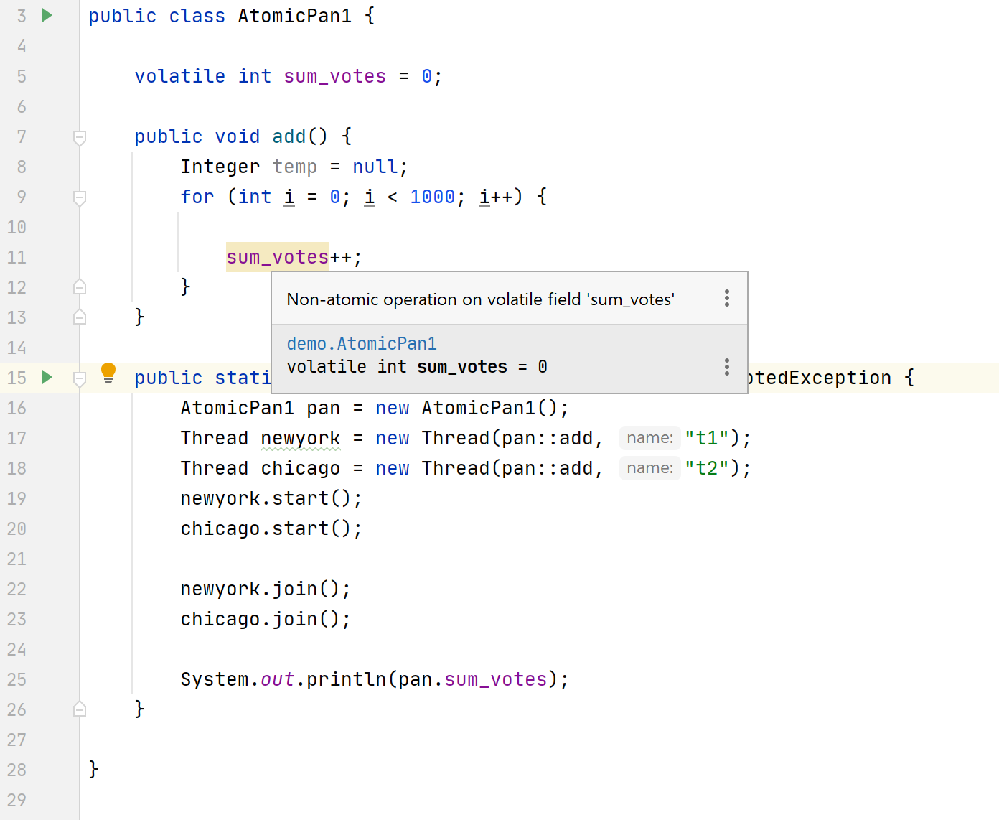 3 public class AtomicPan1 {
4
5 volatile int sum_votes = 0;
6
7 public void add() {
8 Integer temp = null;
9 for (int i = 0; i < 1000; i++) {
10
11 sum_votes++;
12 }
Non-atomic operation on volatile field 'sum_votes'
13 }
14
demo.AtomicPan1
volatile int sum_votes = 0
15 public stati ptedException {
16 AtomicPan1 pan = new AtomicPan1();
17 Thread newyork = new Thread(pan::add, name: "t1");
18 Thread chicago = new Thread(pan::add, name: "t2");
19 newyork.start();
20 chicago.start();
21
22 newyork.join();
23 chicago.join();
24
25 System.out.println(pan.sum_votes);
26 }
27
28 }
29